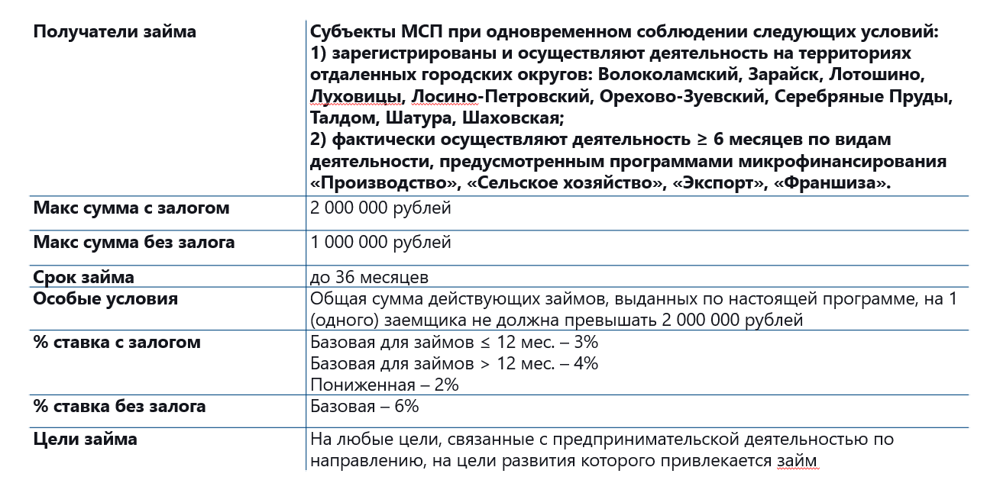 Получатели займа
Субъекты МСП при одновременном соблюдении следующих условий:
1) зарегистрированы и осуществляют деятельность на территориях
отдаленных городских округов: Волоколамский, Зарайск, Лотошино,
Луховицы, Лосино-Петровский, Орехово-Зуевский, Серебряные Пруды,
Талдом, Шатура, Шаховская;
2) фактически осуществляют деятельность ≥ 6 месяцев по видам
деятельности, предусмотренным программами микрофинансирования
«Производство», «Сельское хозяйство», «Экспорт», «Франшиза».
Макс сумма с залогом
2 000 000 рублей
Макс сумма без залога
1 000 000 рублей
Срок займа
до 36 месяцев
Особые условия
Общая сумма действующих займов, выданных по настоящей программе, на 1
(одного) заемщика не должна превышать 2 000 000 рублей
% ставка с залогом
Базовая для займов ≤ 12 мес. – 3%
Базовая для займов > 12 мес. – 4%
Пониженная – 2%
% ставка без залога
Базовая – 6%
Цели займа
На любые цели, связанные с предпринимательской деятельностью по
направлению, на цели развития которого привлекается займ